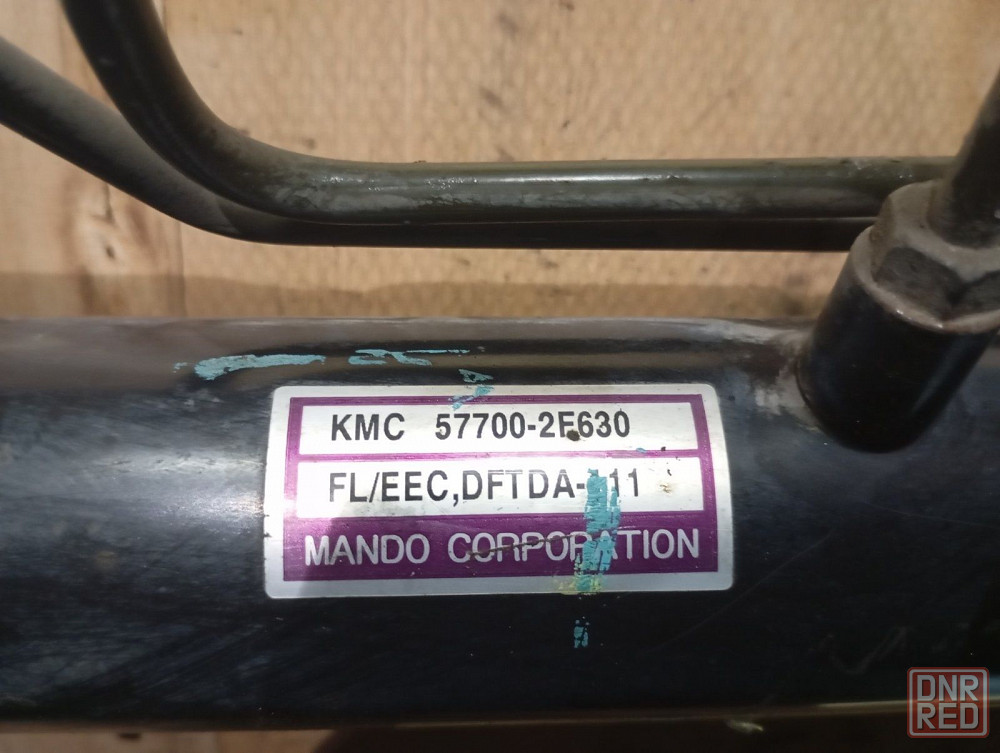 KMC 57700-2F630
FL/EEC,DFTDA-
MANDO CORPORATION
DNR
RED